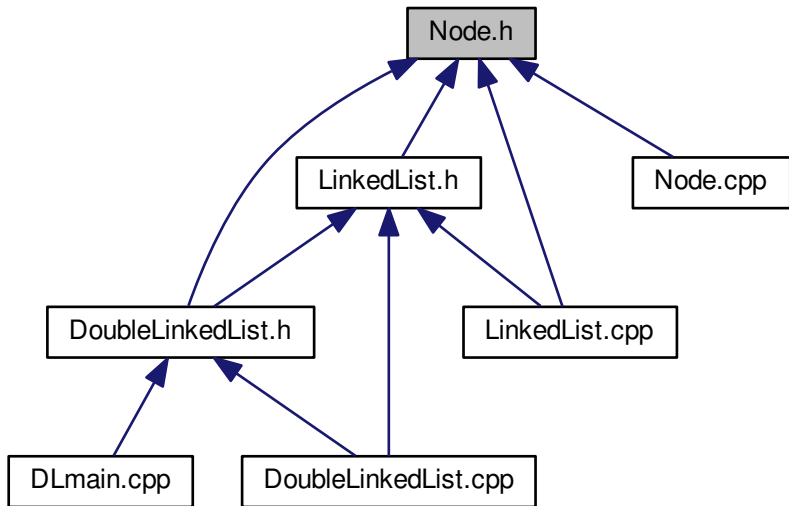 Node.h
LinkedList.h
Node.cpp
DoubleLinkedList.h
LinkedList.cpp
DLmain.cpp
DoubleLinkedList.cpp